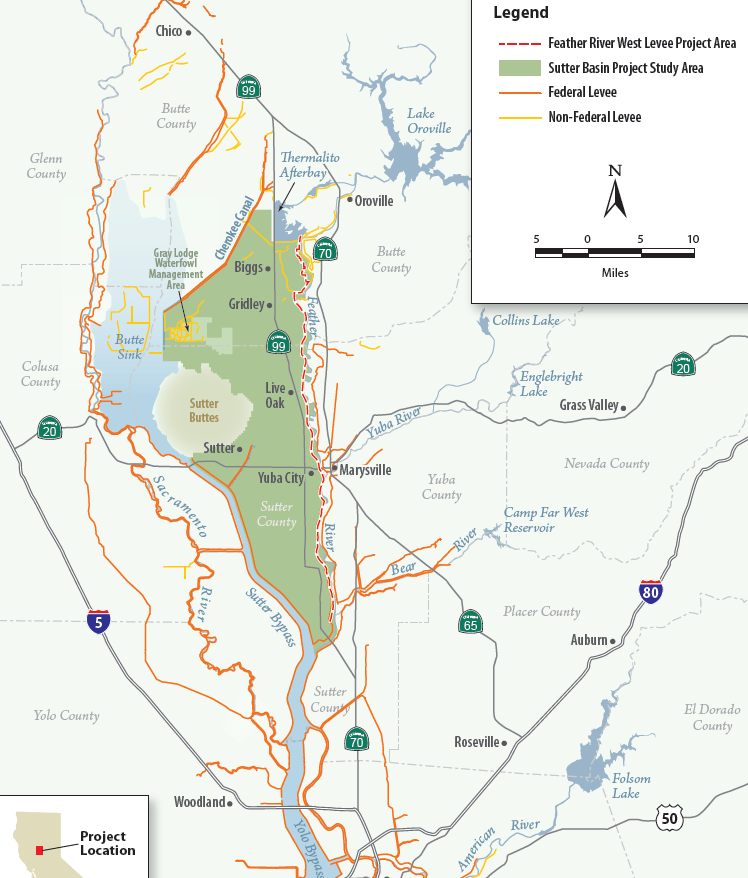 Legend
Feather River West Levee Project Area
Sutter Basin Project Study Area
Federal Levee
Non-Federal Levee
N
5 0 5 10
Miles
Chico
99
Butte
County
Lake
Oroville
Glenn
County
Thermalito
Afterbay
Oroville
Cherokee Canal
70
Gray Lodge
Waterfowl
Management
Area
Biggs
Butte
County
Gridley
Feather
Collins Lake
Butte
Sink
99
Colusa
County
20
Englebright
Lake
Live
Oak
Sutter
Buttes
Grass Valley
20
Yuba River
Sutter
Marysville
Nevada County
Yuba City
Yuba
County
Sacramento
Sutter
County
Camp Far West
Reservoir
River
River
Bear
River
Sutter Bypass
80
5
Placer County
65
Auburn
Sutter
County
Yolo County
El Dorado
County
70
Roseville
Folsom
Lake
Woodland
50
Yolo Bypass
American
River
Project
Location